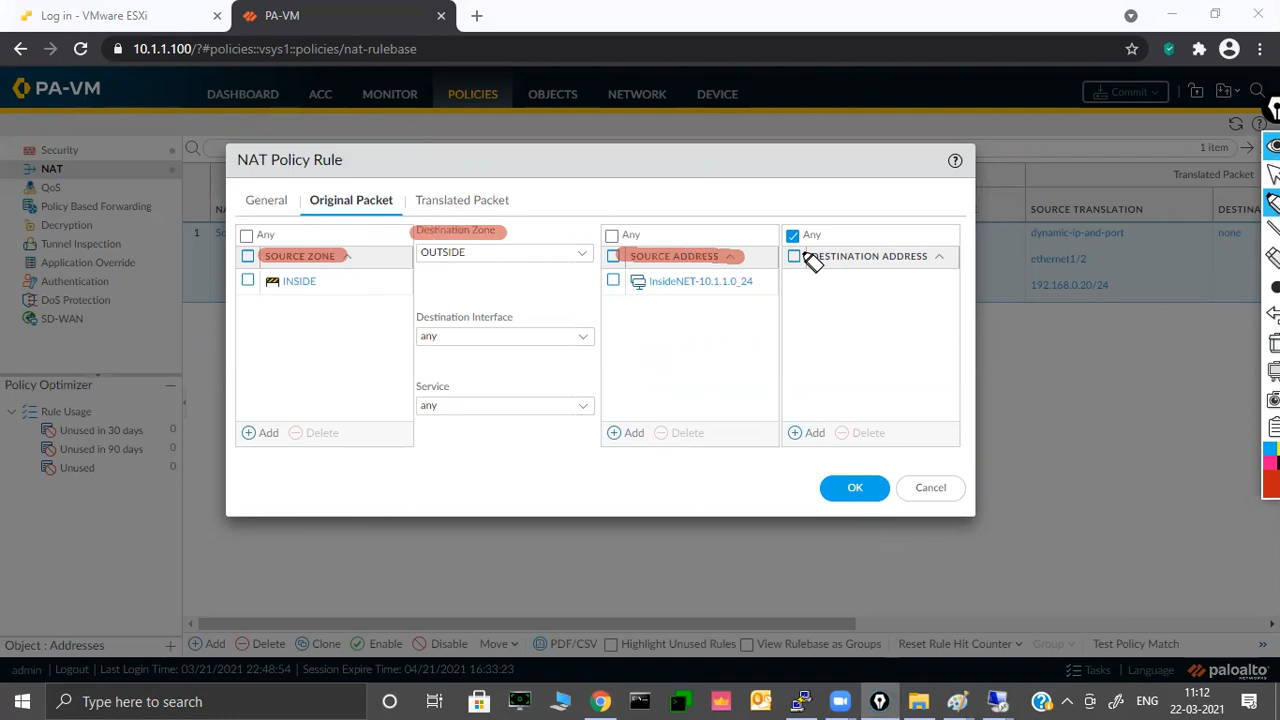 Log in - VMware ESXi
PA-VM
10.1.1.100/?#policies::vsys1::policies/nat-rulebase
PA-VM
DASHBOARD
ACC
MONITOR
POLICIES
OBJECTS
NETWORK
DEVICE
Commit
Security
NAT
QoS
Policy Based Forwarding
Decryption
Tunnel Inspection
Application Override
Authentication
DoS Protection
SD-WAN
1 item
Translated Packet
SOURCE TRANSLATION
1
dynamic-ip-and-port
none
ethernet1/2
192.168.0.20/24
NAT Policy Rule
General
Original Packet
Translated Packet
Any
SOURCE ZONE
INSIDE
Add
Delete
Destination Zone
OUTSIDE
Destination Interface
any
Service
any
Any
SOURCE ADDRESS
InsideNET-10.1.1.0_24
Add
Delete
Any
DESTINATION ADDRESS
Add
Delete
OK
Cancel
Policy Optimizer
Rule Usage
Unused in 30 days 0
Unused in 90 days 0
Unused 0
Object : Addresses
Add
Delete
Clone
Enable
Disable
Move
PDF/CSV
Highlight Unused Rules
View Rulebase as Groups
Reset Rule Hit Counter
Group
Test Policy Match
admin | Logout | Last Login Time: 03/21/2021 22:48:54 | Session Expire Time: 04/21/2021 16:33:23
Tasks | Language
paloalto
NETWORKS
Type here to search
ENG
11:12
22-03-2021